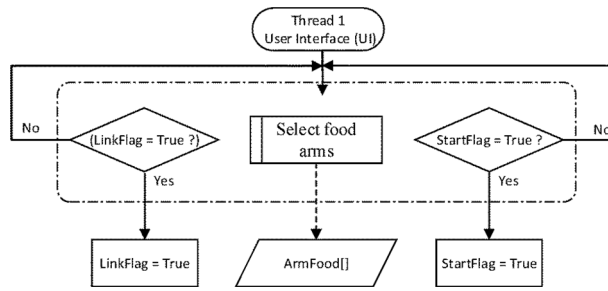 Thread 1
User Interface (UI)
No
(LinkFlag = True ?)
Select food
arms
StartFlag = True ?
No
Yes
Yes
LinkFlag = True
ArmFood[]
StartFlag = True